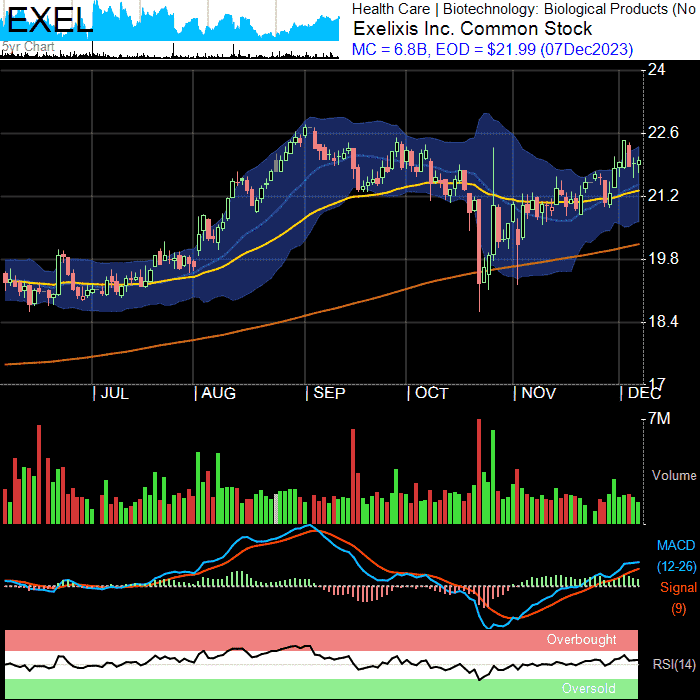 EXEL
5yr Chart
Health Care | Biotechnology: Biological Products (No
Exelixis Inc. Common Stock
MC = 6.8B, EOD = $21.99 (07Dec2023)
24
22.6
21.2
19.8
18.4
17
| JUL | AUG | SEP | OCT | NOV | DEC
7M
Volume
MACD
(12-26)
Signal
(9)
Overbought
RSI(14)
Oversold